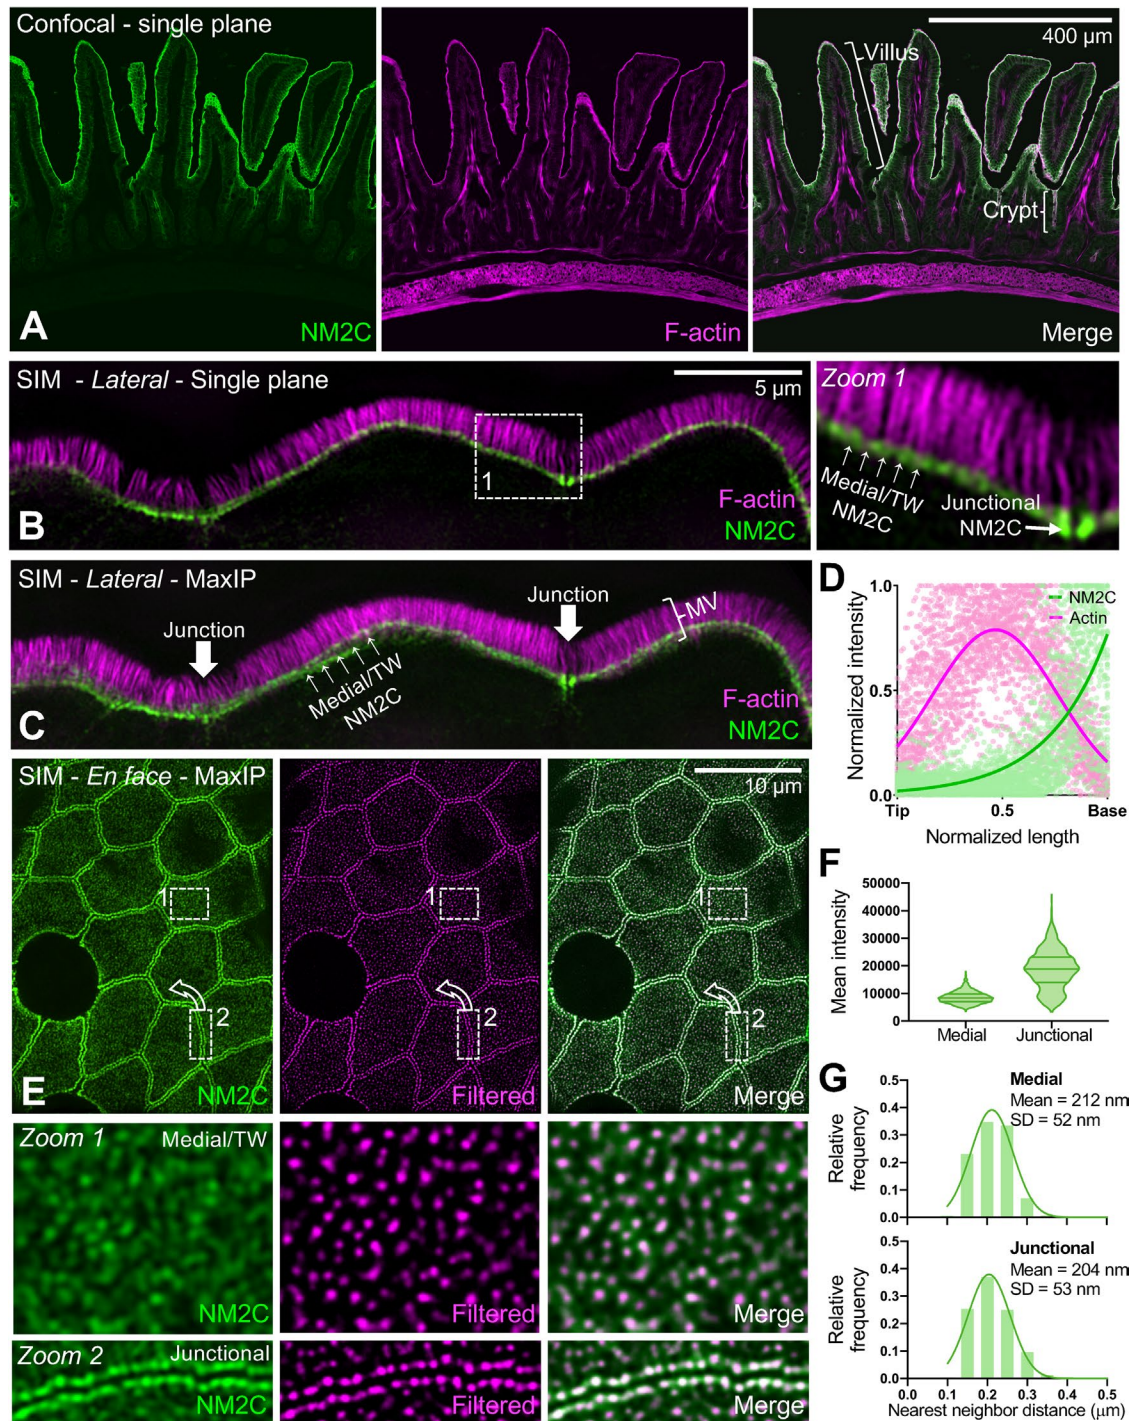 Confocal - single plane
400 µm
Villus
Crypt
A
NM2C
F-actin
Merge
SIM - Lateral - Single plane
5 µm
1
F-actin
NM2C
B
Zoom 1
Medial/TW
NM2C
Junctional
NM2C
SIM - Lateral - MaxIP
Junction
Junction
MV
Medial/TW
NM2C
F-actin
NM2C
C
D
1.0
NM2C
Actin
Normalized intensity
0.5
0.0
Tip
0.5
Base
Normalized length
SIM - En face - MaxIP
10 µm
1
2
1
2
1
2
E
NM2C
Filtered
Merge
F
50000
40000
30000
20000
10000
0
Mean intensity
Medial
Junctional
Zoom 1
Medial/TW
NM2C
Filtered
Merge
Zoom 2
Junctional
NM2C
Filtered
Merge
G
Medial
Mean = 212 nm
SD = 52 nm
0.5
0.4
0.3
0.2
0.1
0.0
Relative
frequency
Junctional
Mean = 204 nm
SD = 53 nm
0.5
0.4
0.3
0.2
0.1
0.0
Relative
frequency
0.0 0.1 0.2 0.3 0.4 0.5
Nearest neighbor distance (µm)